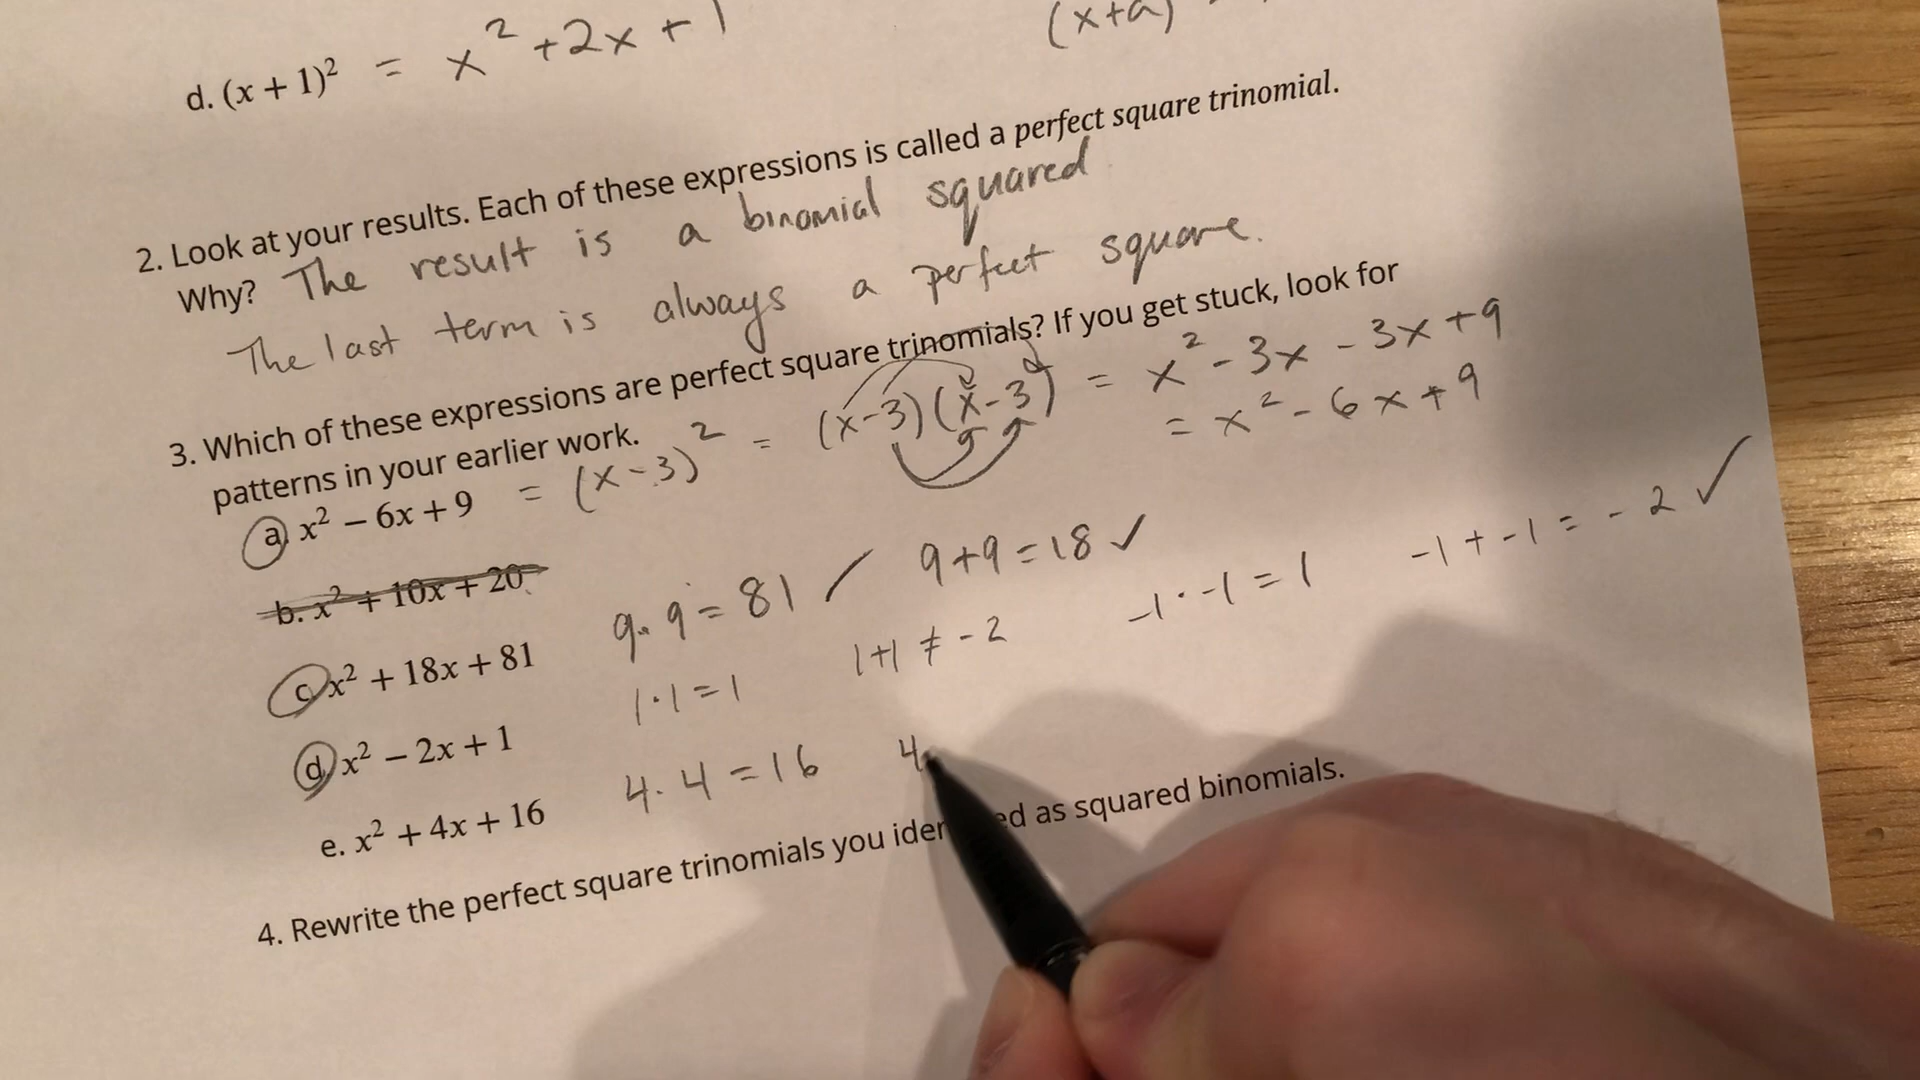 d. (x + 1)² = x² + 2x + 1
(x+a)
2. Look at your results. Each of these expressions is called a perfect square trinomial.
Why? The result is a binomial squared
The last term is always a perfect square.
3. Which of these expressions are perfect square trinomials? If you get stuck, look for
patterns in your earlier work.
a. x² − 6x + 9 = (x-3)² = (x-3)(x-3) = x² - 3x - 3x + 9
= x² - 6x + 9
b. x² + 10x + 20
c. x² + 18x + 81 9·9 = 81 ✓ 9+9 = 18 ✓
d. x² − 2x + 1 1·1 = 1 1+1 ≠ -2 -1·-1 = 1 -1 + -1 = -2 ✓
e. x² + 4x + 16 4·4 = 16 4
4. Rewrite the perfect square trinomials you as squared binomials.